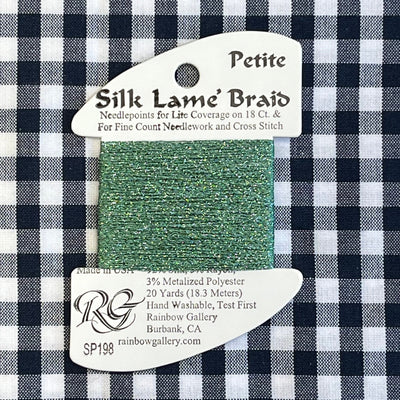 Petite
Silk Lamé Braid
Needlepoints for Lite Coverage on 18 Ct. &
For Fine Count Needlework and Cross Stitch
Made in USA
3% Metalized Polyester
20 Yards (18.3 Meters)
Hand Washable, Test First
RG
Rainbow Gallery
Burbank, CA
SP198
rainbowgallery.com